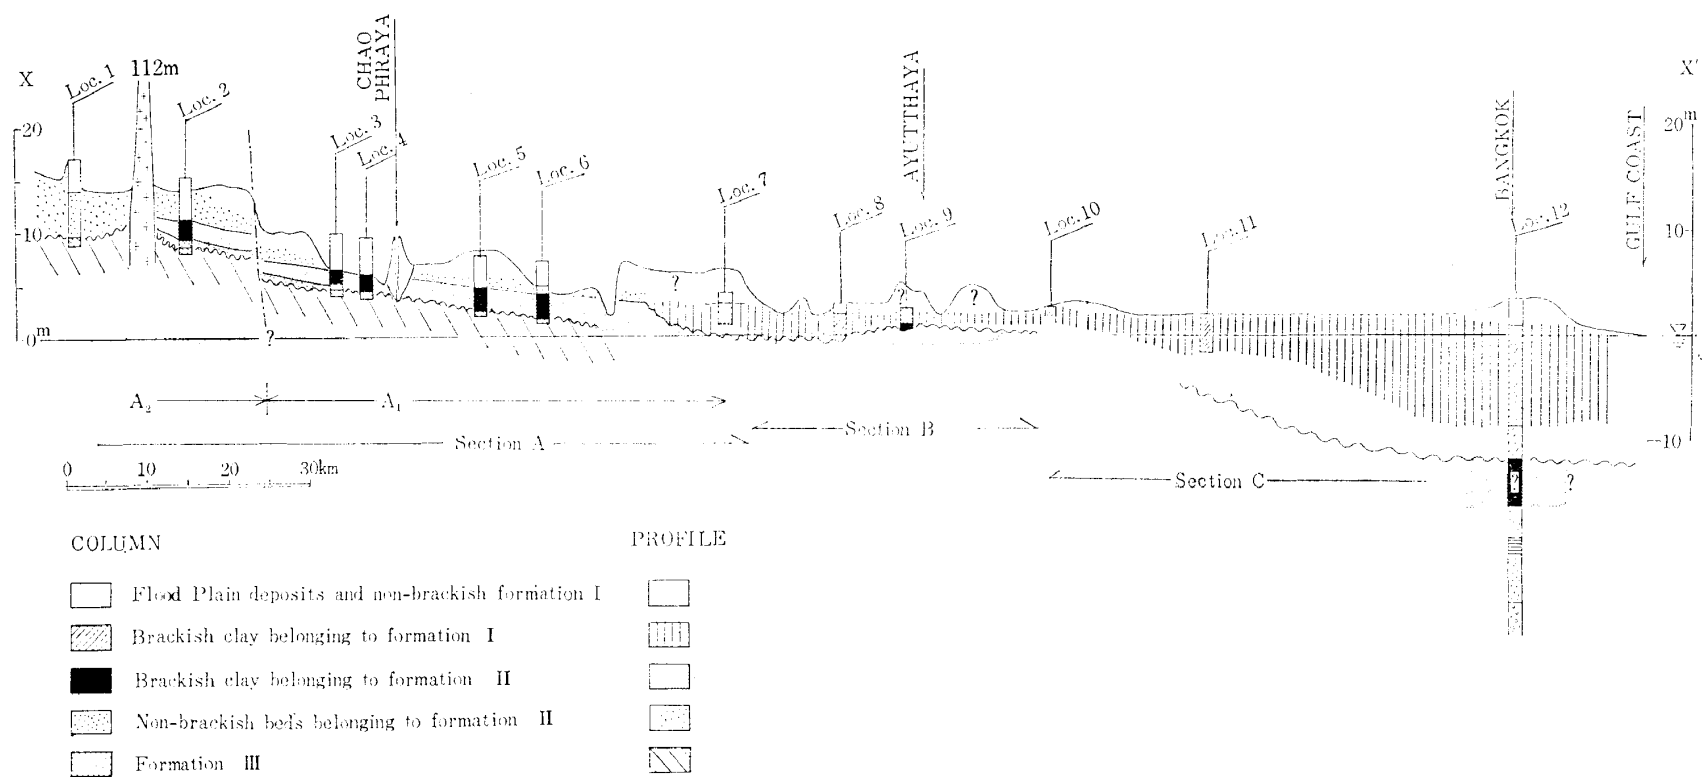 X
Loc. 1
112m
Loc. 2
Loc. 3
Loc. 4
CHAO PHRAYA
Loc. 5
Loc. 6
Loc. 7
Loc. 8
AYUTTHAYA
Loc. 9
Loc. 10
Loc. 11
BANGKOK
Loc. 12
GULF COAST
X'
20
10
0m
20m
10
-10
?
?
?
?
?
?
A2
A1
Section A
Section B
Section C
0 10 20 30km
COLUMN PROFILE
Flood Plain deposits and non-brackish formation I
Brackish clay belonging to formation I
Brackish clay belonging to formation II
Non-brackish beds belonging to formation II
Formation III